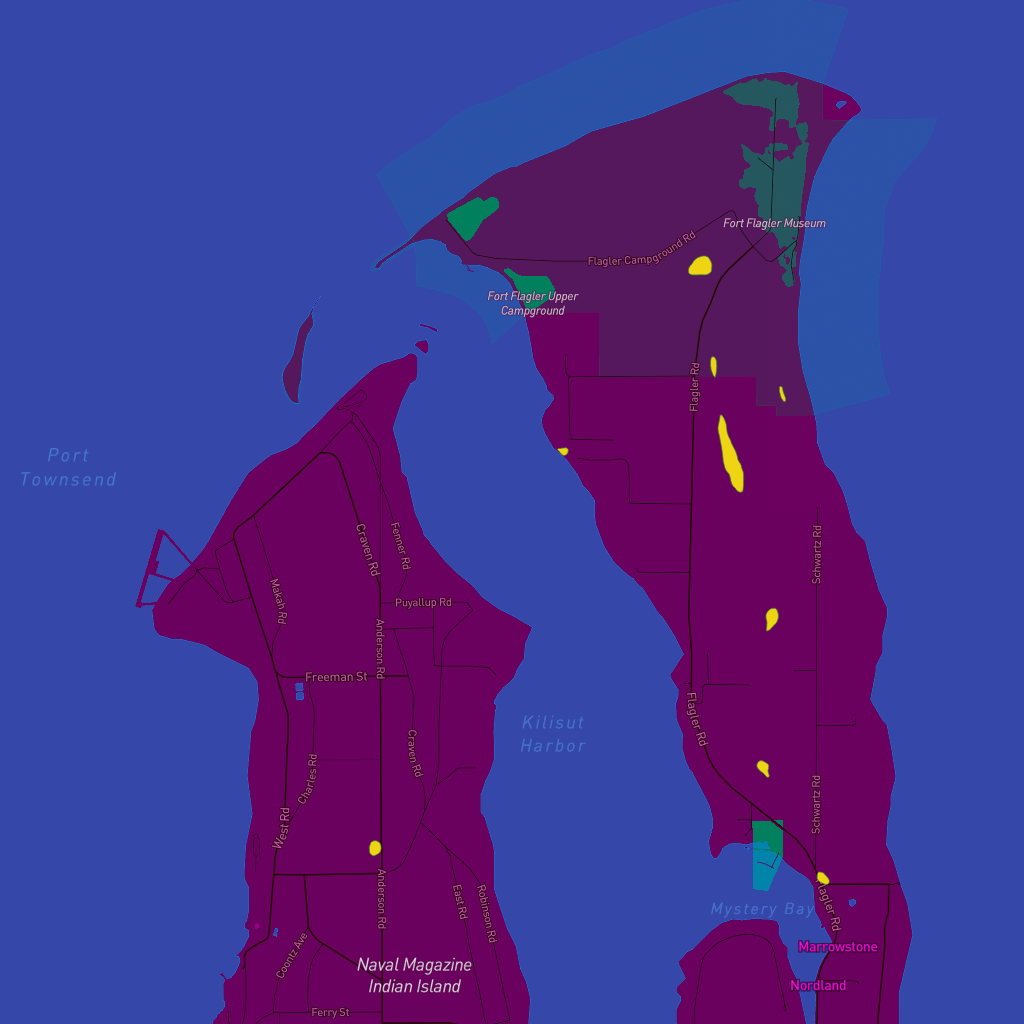 Fort Flagler Museum
Flagler Campground Rd
Fort Flagler Upper
Campground
Flagler Rd
Port
Townsend
Craven Rd
Fenner Rd
Schwartz Rd
Makah Rd
Puyallup Rd
Anderson Rd
Freeman St
Flagler Rd
Kilisut
Harbor
Craven Rd
Charles Rd
West Rd
Schwartz Rd
Anderson Rd
East Rd
Robinson Rd
Mystery Bay
Flagler Rd
Coontz Ave
Marrowstone
Naval Magazine
Indian Island
Nordland
Ferry St